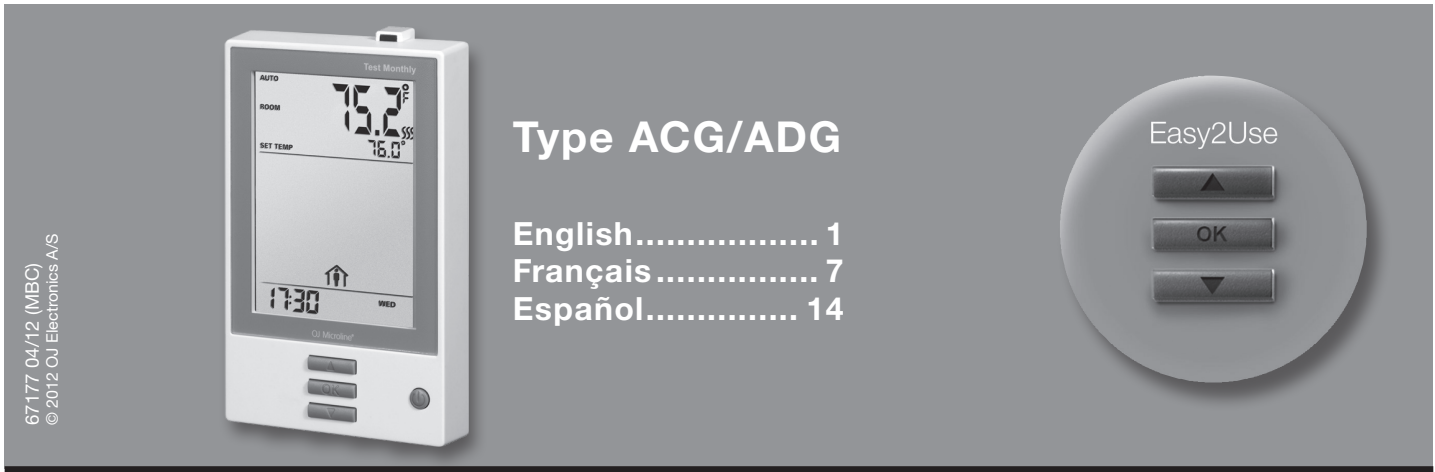 67177 04/12 (MBC)
© 2012 OJ Electronics A/S
Test Monthly
AUTO
ROOM
75.2°F
SET TEMP
76.0°
17:30
WED
OJ Microline®
OK
Type ACG/ADG
English.................. 1
Français................ 7
Español............... 14
Easy2Use
OK